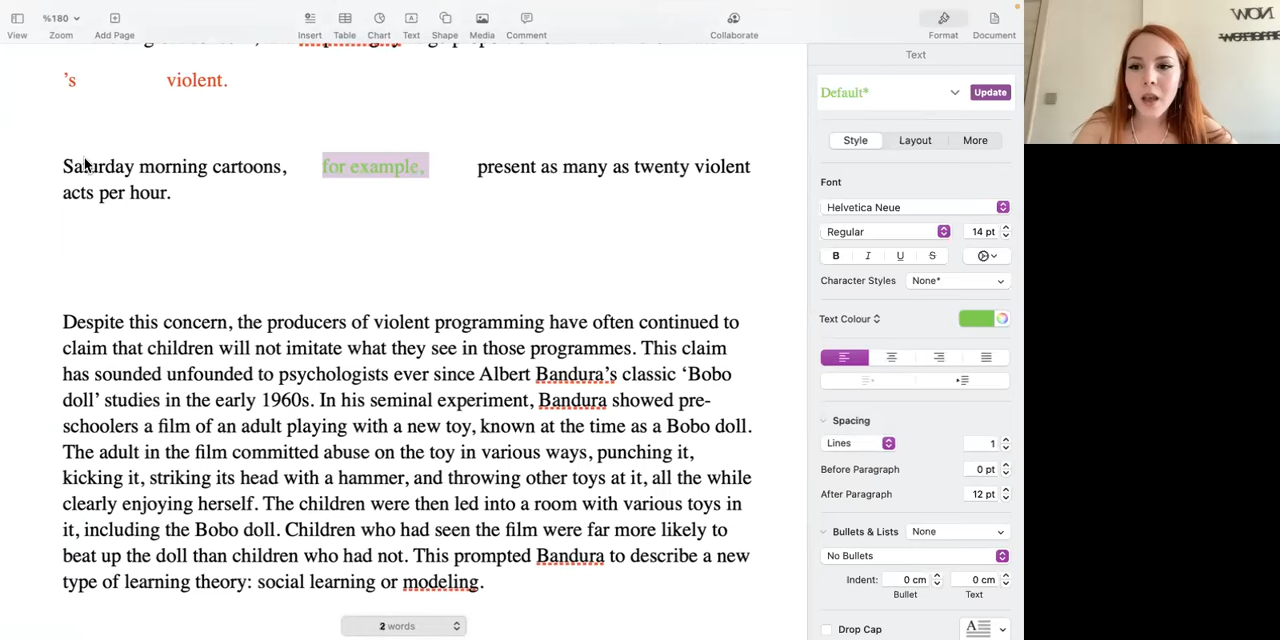 %180
View
Zoom
Add Page
Insert
Table
Chart
Text
Shape
Media
Comment
Collaborate
Format
Document
's violent.
Saturday morning cartoons, for example, present as many as twenty violent
acts per hour.
Despite this concern, the producers of violent programming have often continued to
claim that children will not imitate what they see in those programmes. This claim
has sounded unfounded to psychologists ever since Albert Bandura's classic ‘Bobo
doll’ studies in the early 1960s. In his seminal experiment, Bandura showed pre-
schoolers a film of an adult playing with a new toy, known at the time as a Bobo doll.
The adult in the film committed abuse on the toy in various ways, punching it,
kicking it, striking its head with a hammer, and throwing other toys at it, all the while
clearly enjoying herself. The children were then led into a room with various toys in
it, including the Bobo doll. Children who had seen the film were far more likely to
beat up the doll than children who had not. This prompted Bandura to describe a new
type of learning theory: social learning or modeling.
2 words
Text
Default*
Update
Style
Layout
More
Font
Helvetica Neue
Regular
14 pt
B I U S
Character Styles
None*
Text Colour
Spacing
Lines
1
Before Paragraph
0 pt
After Paragraph
12 pt
Bullets & Lists
None
No Bullets
Indent:
0 cm
0 cm
Bullet
Text
Drop Cap